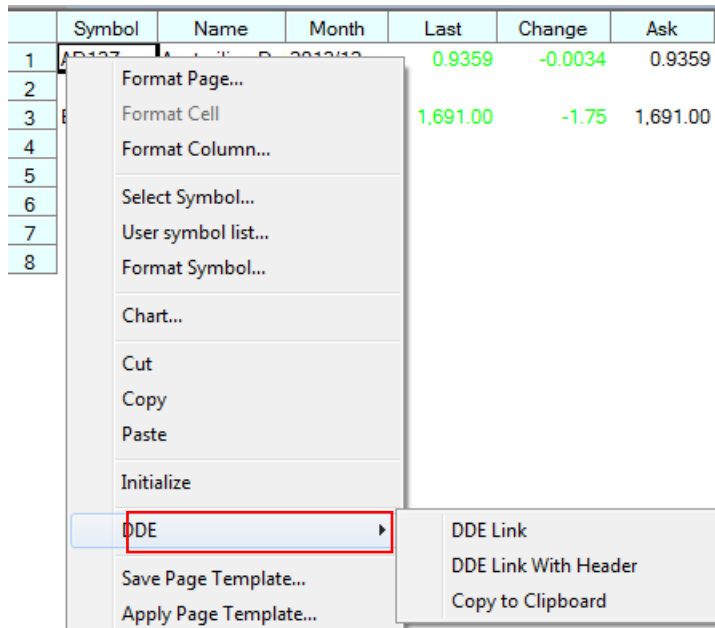 Symbol Name Month Last Change Ask
1 0.9359 -0.0034 0.9359
2
3 1,691.00 -1.75 1,691.00
4
5
6
7
8
Format Page...
Format Cell
Format Column...
Select Symbol...
User symbol list...
Format Symbol...
Chart...
Cut
Copy
Paste
Initialize
DDE
Save Page Template...
Apply Page Template...
DDE Link
DDE Link With Header
Copy to Clipboard